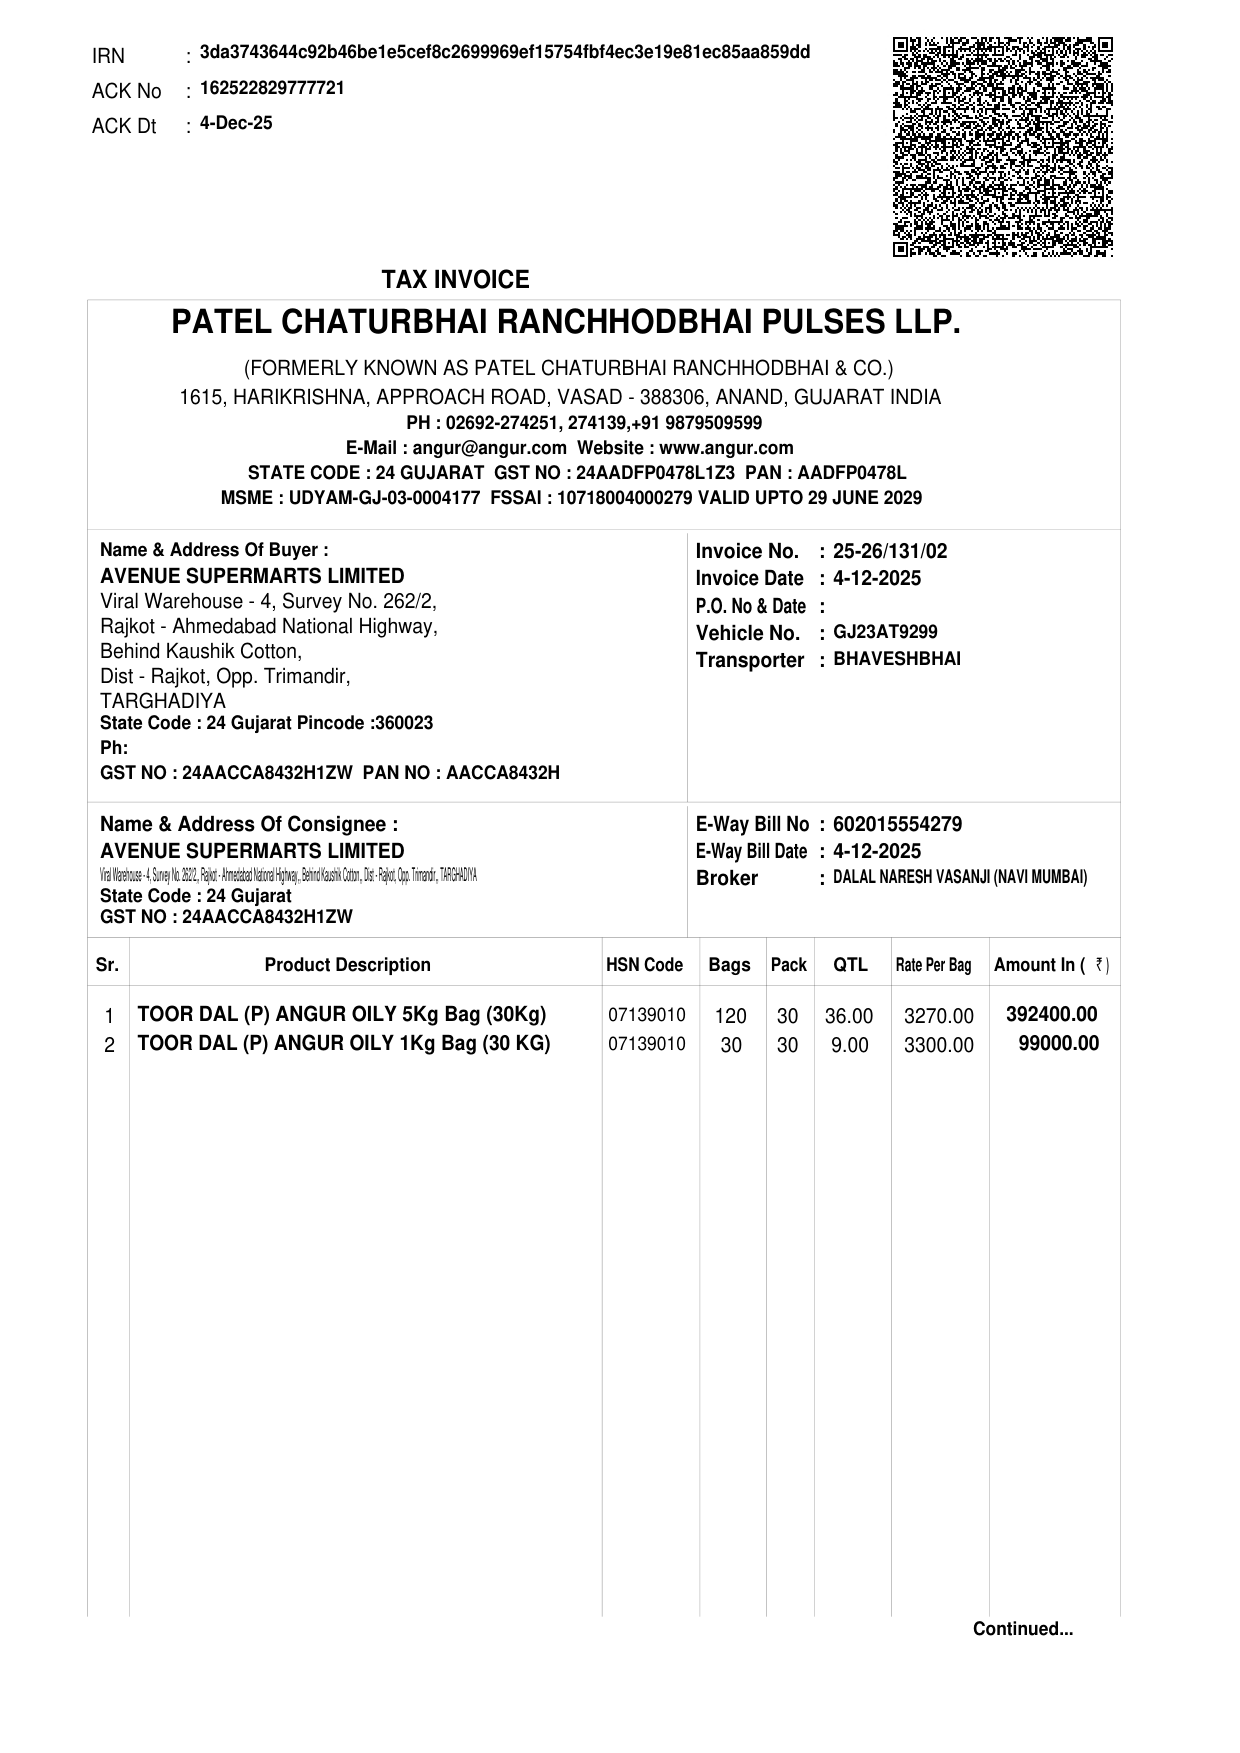 IRN : 3da3743644c92b46be1e5cef8c2699969ef15754fbf4ec3e19e81ec85aa859dd
ACK No : 162522829777721
ACK Dt : 4-Dec-25
TAX INVOICE
PATEL CHATURBHAI RANCHHODBHAI PULSES LLP.
(FORMERLY KNOWN AS PATEL CHATURBHAI RANCHHODBHAI & CO.)
1615, HARIKRISHNA, APPROACH ROAD, VASAD - 388306, ANAND, GUJARAT INDIA
PH : 02692-274251, 274139,+91 9879509599
E-Mail : angur@angur.com Website : www.angur.com
STATE CODE : 24 GUJARAT GST NO : 24AADFP0478L1Z3 PAN : AADFP0478L
MSME : UDYAM-GJ-03-0004177 FSSAI : 10718004000279 VALID UPTO 29 JUNE 2029
Name & Address Of Buyer :
AVENUE SUPERMARTS LIMITED
Viral Warehouse - 4, Survey No. 262/2,
Rajkot - Ahmedabad National Highway,
Behind Kaushik Cotton,
Dist - Rajkot, Opp. Trimandir,
TARGHADIYA
State Code : 24 Gujarat Pincode :360023
Ph:
GST NO : 24AACCA8432H1ZW PAN NO : AACCA8432H
Invoice No. : 25-26/131/02
Invoice Date : 4-12-2025
P.O. No & Date :
Vehicle No. : GJ23AT9299
Transporter : BHAVESHBHAI
Name & Address Of Consignee :
AVENUE SUPERMARTS LIMITED
Viral Warehouse - 4, Survey No. 262/2,, Rajkot - Ahmedabad National Highway,, Behind Kaushik Cotton,, Dist - Rajkot, Opp. Trimandir,, TARGHADIYA
State Code : 24 Gujarat
GST NO : 24AACCA8432H1ZW
E-Way Bill No : 602015554279
E-Way Bill Date : 4-12-2025
Broker : DALAL NARESH VASANJI (NAVI MUMBAI)
Sr. Product Description HSN Code Bags Pack QTL Rate Per Bag Amount In ( ₹ )
1 TOOR DAL (P) ANGUR OILY 5Kg Bag (30Kg) 07139010 120 30 36.00 3270.00 392400.00
2 TOOR DAL (P) ANGUR OILY 1Kg Bag (30 KG) 07139010 30 30 9.00 3300.00 99000.00
Continued...